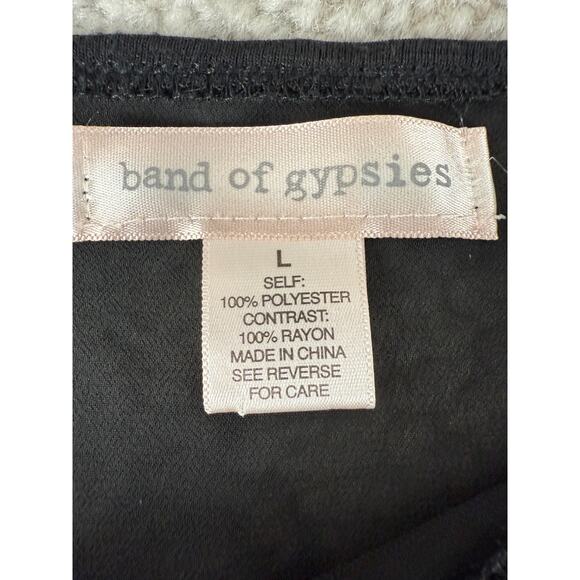 band of gypsies
L
SELF:
100% POLYESTER
CONTRAST:
100% RAYON
MADE IN CHINA
SEE REVERSE
FOR CARE